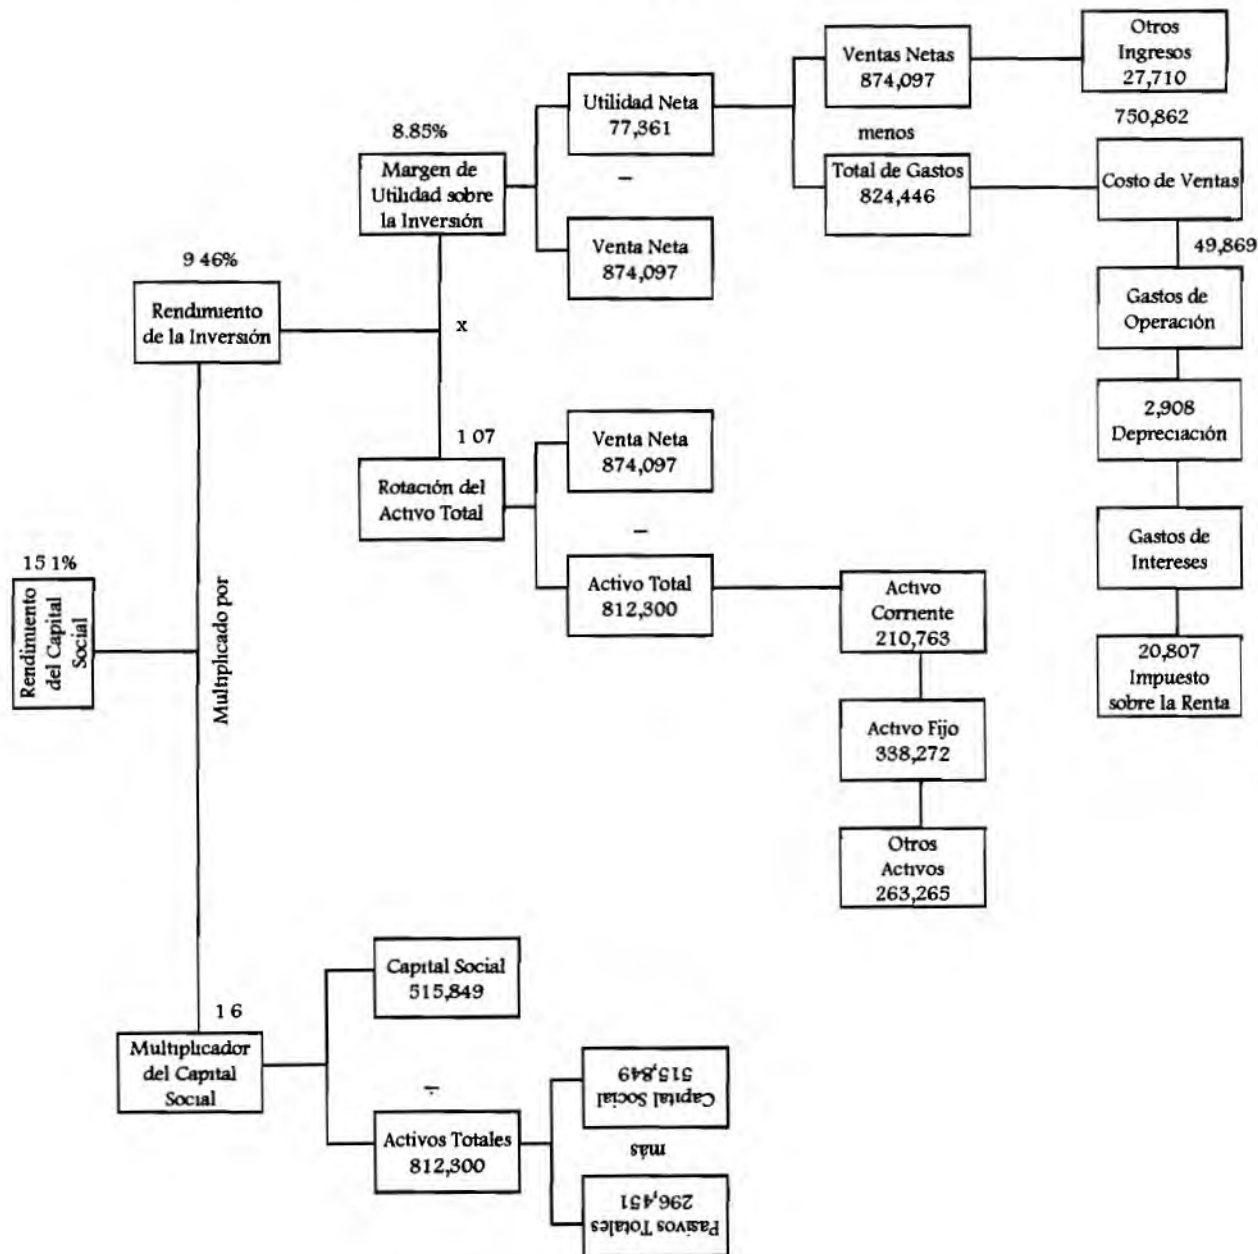 Otros
Ingresos
27,710
Ventas Netas
874,097
Utilidad Neta
77,361
750,862
8.85%
menos
Margen de
Utilidad sobre
la Inversión
–
Total de Gastos
824,446
Costo de Ventas
Venta Neta
874,097
49,869
9 46%
Gastos de
Operación
Rendimiento
de la Inversión
x
2,908
Depreciación
1 07
Venta Neta
874,097
Rotación del
Activo Total
–
Gastos de
Intereses
15 1%
Rendimiento
del Capital
Social
Multiplicado por
Activo Total
812,300
Activo
Corriente
210,763
20,807
Impuesto
sobre la Renta
Activo Fijo
338,272
Otros
Activos
263,265
Capital Social
515,849
1 6
Multiplicador
del Capital
Social
÷
Capital Social
515,849
Activos Totales
812,300
más
Pasivos Totales
296,451